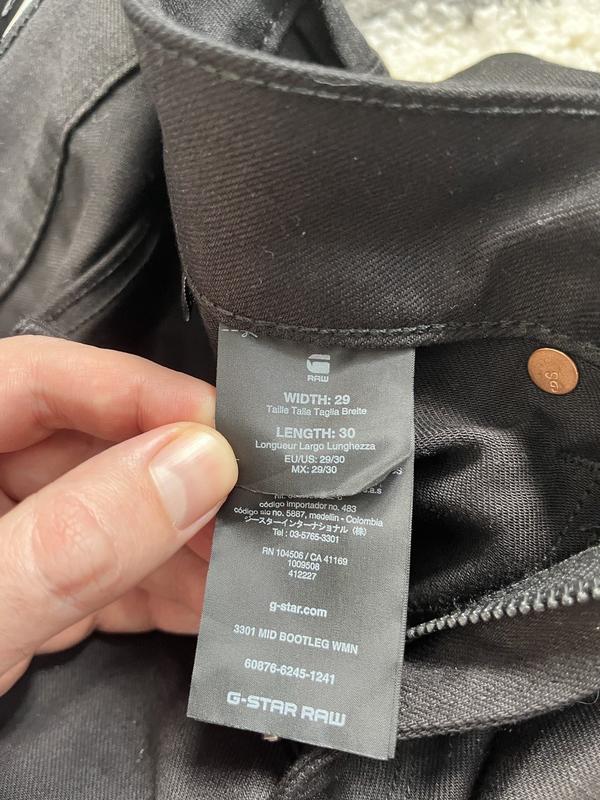 RAW
WIDTH: 29
Taille Talla Taglia Breite
LENGTH: 30
Longueur Largo Lunghezza
EU/US: 29/30
MX: 29/30
código importador no. 483
no. 5887, medellin - Colombia
ジースターインターナショナル (株)
Tel : 03-5765-3301
RN 104506 / CA 41169
1009508
412227
g-star.com
3301 MID BOOTLEG WMN
60876-6245-1241
G-STAR RAW